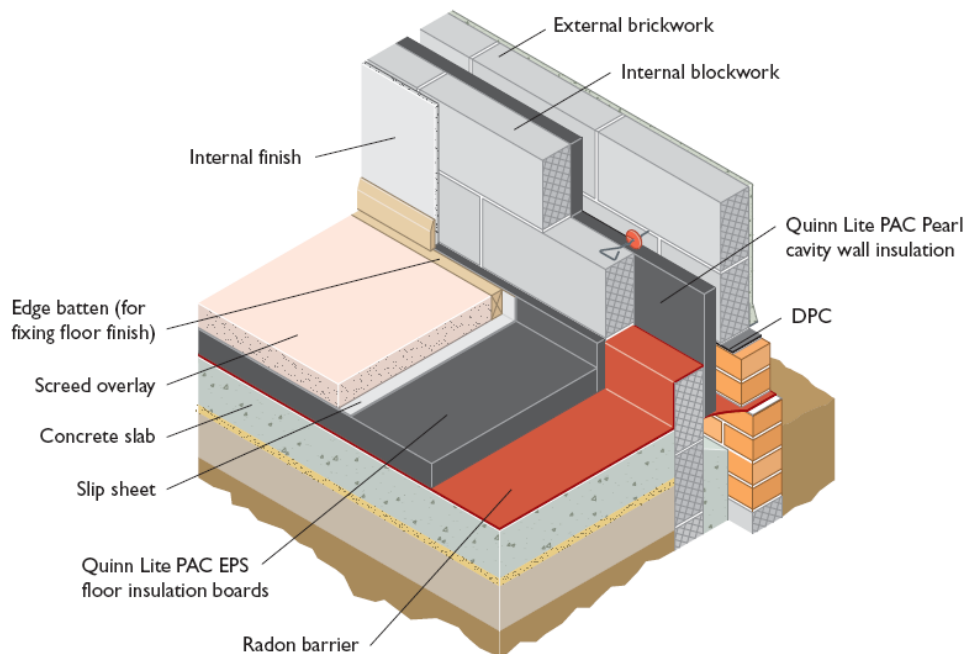 External brickwork
Internal blockwork
Internal finish
Quinn Lite PAC Pearl
cavity wall insulation
Edge batten (for
fixing floor finish)
DPC
Screed overlay
Concrete slab
Slip sheet
Quinn Lite PAC EPS
floor insulation boards
Radon barrier